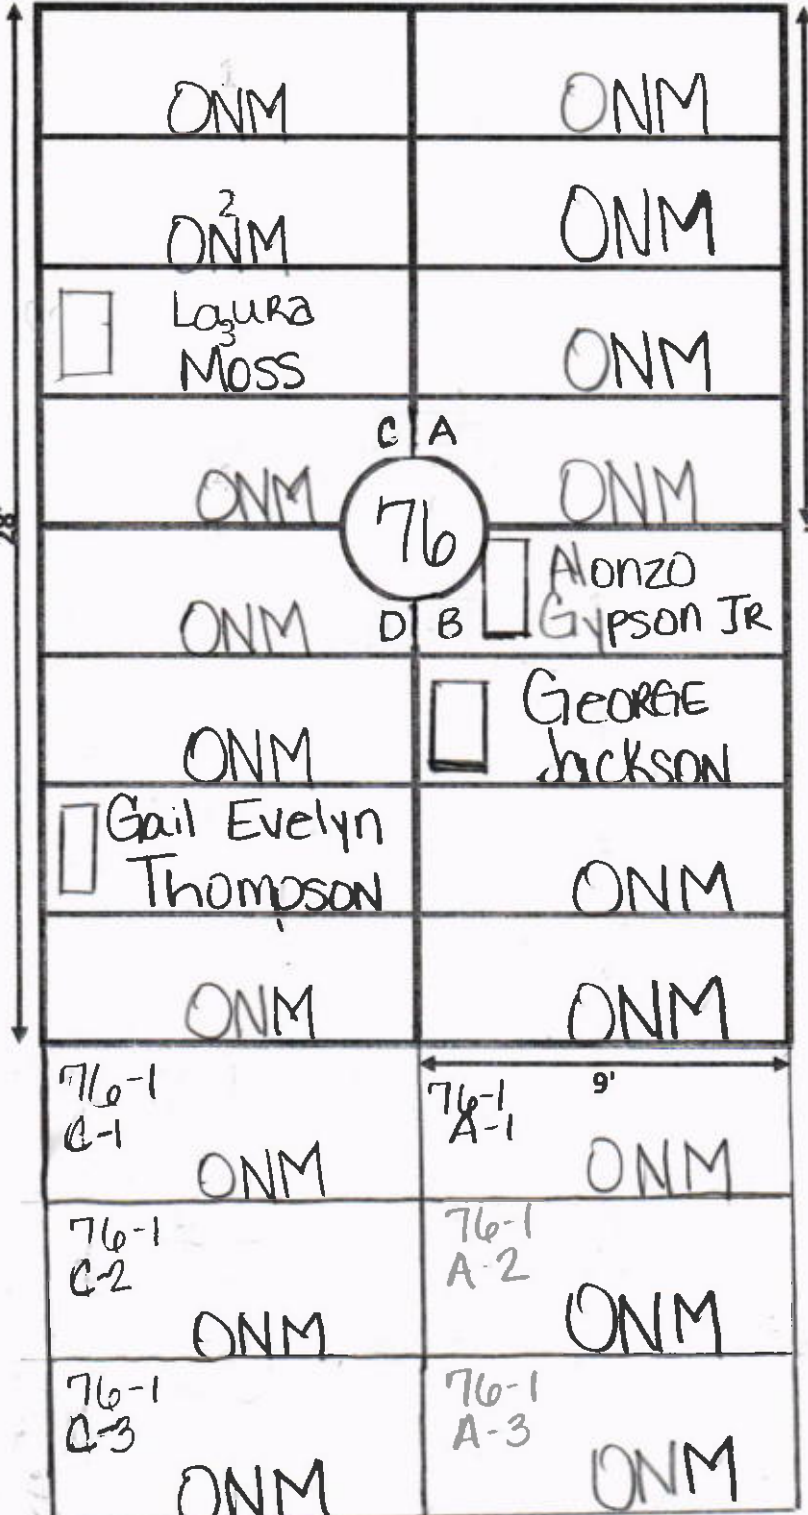 ONM
ONM
2
ONM
ONM
Laura
3
Moss
ONM
C A
ONM
ONM
76
28'
D B
ONM
Alonzo
Gypson JR
ONM
GEORGE
JACKSON
Gail Evelyn
Thompson
ONM
ONM
ONM
9'
76-1
C-1
ONM
76-1
A-1
ONM
76-1
C-2
ONM
76-1
A-2
ONM
76-1
C-3
ONM
76-1
A-3
ONM